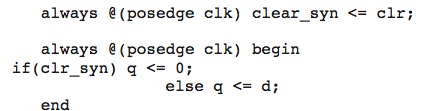 always @(posedge clk) clear_syn <= clr;
always @(posedge clk) begin
if(clr_syn) q <= 0;
else q <= d;
end